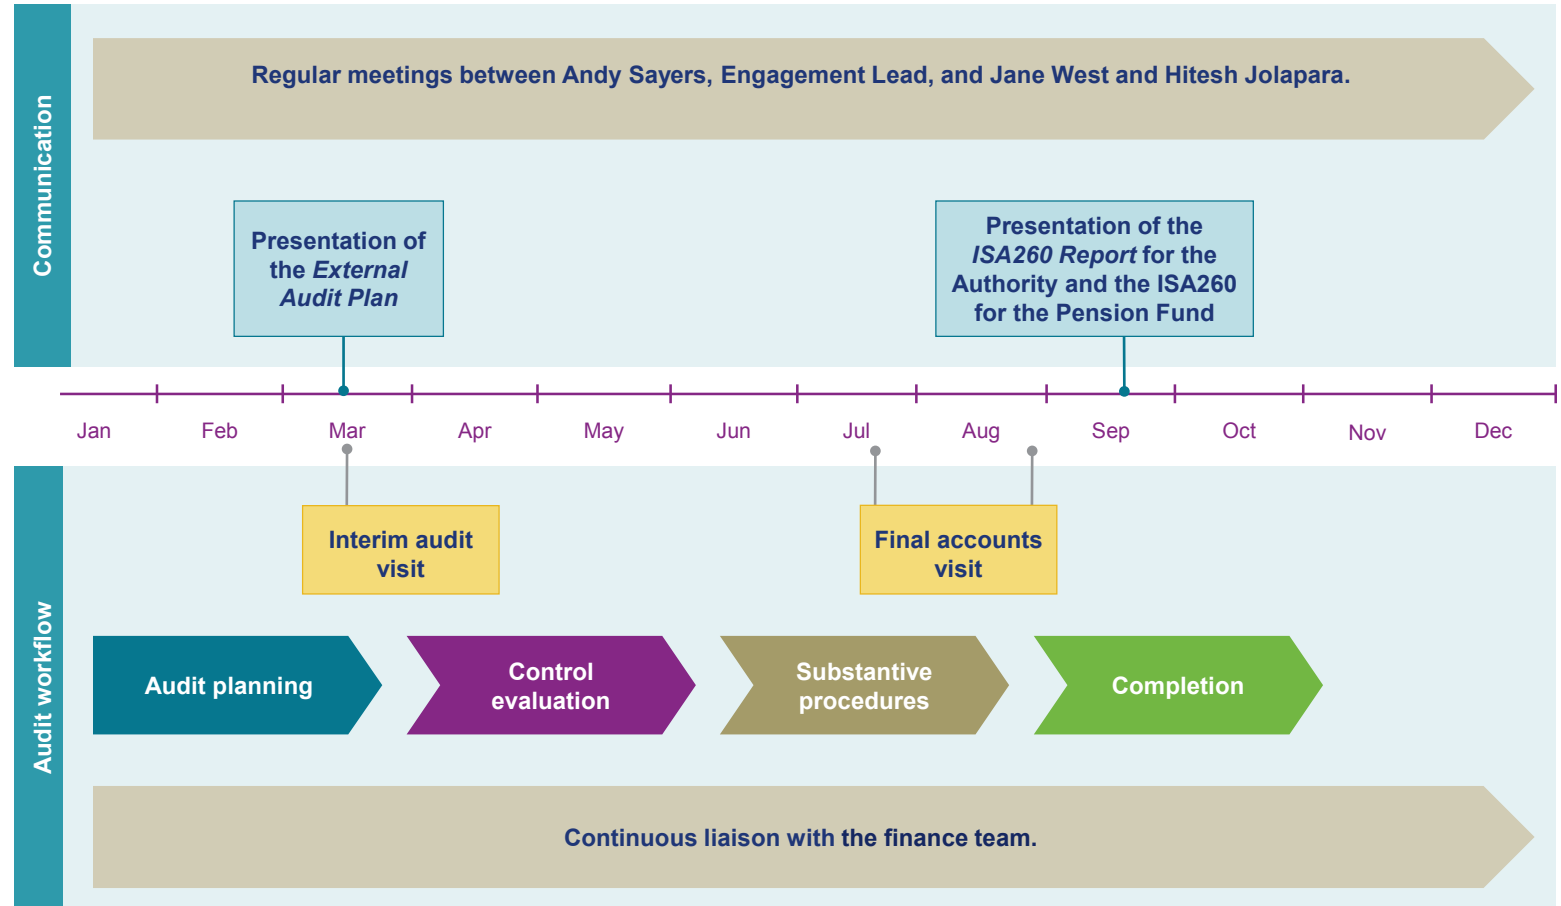 Communication
Regular meetings between Andy Sayers, Engagement Lead, and Jane West and Hitesh Jolapara.
Presentation of
the External
Audit Plan
Presentation of the
ISA260 Report for the
Authority and the ISA260
for the Pension Fund
Jan Feb Mar Apr May Jun Jul Aug Sep Oct Nov Dec
Audit workflow
Interim audit
visit
Final accounts
visit
Audit planning
Control
evaluation
Substantive
procedures
Completion
Continuous liaison with the finance team.